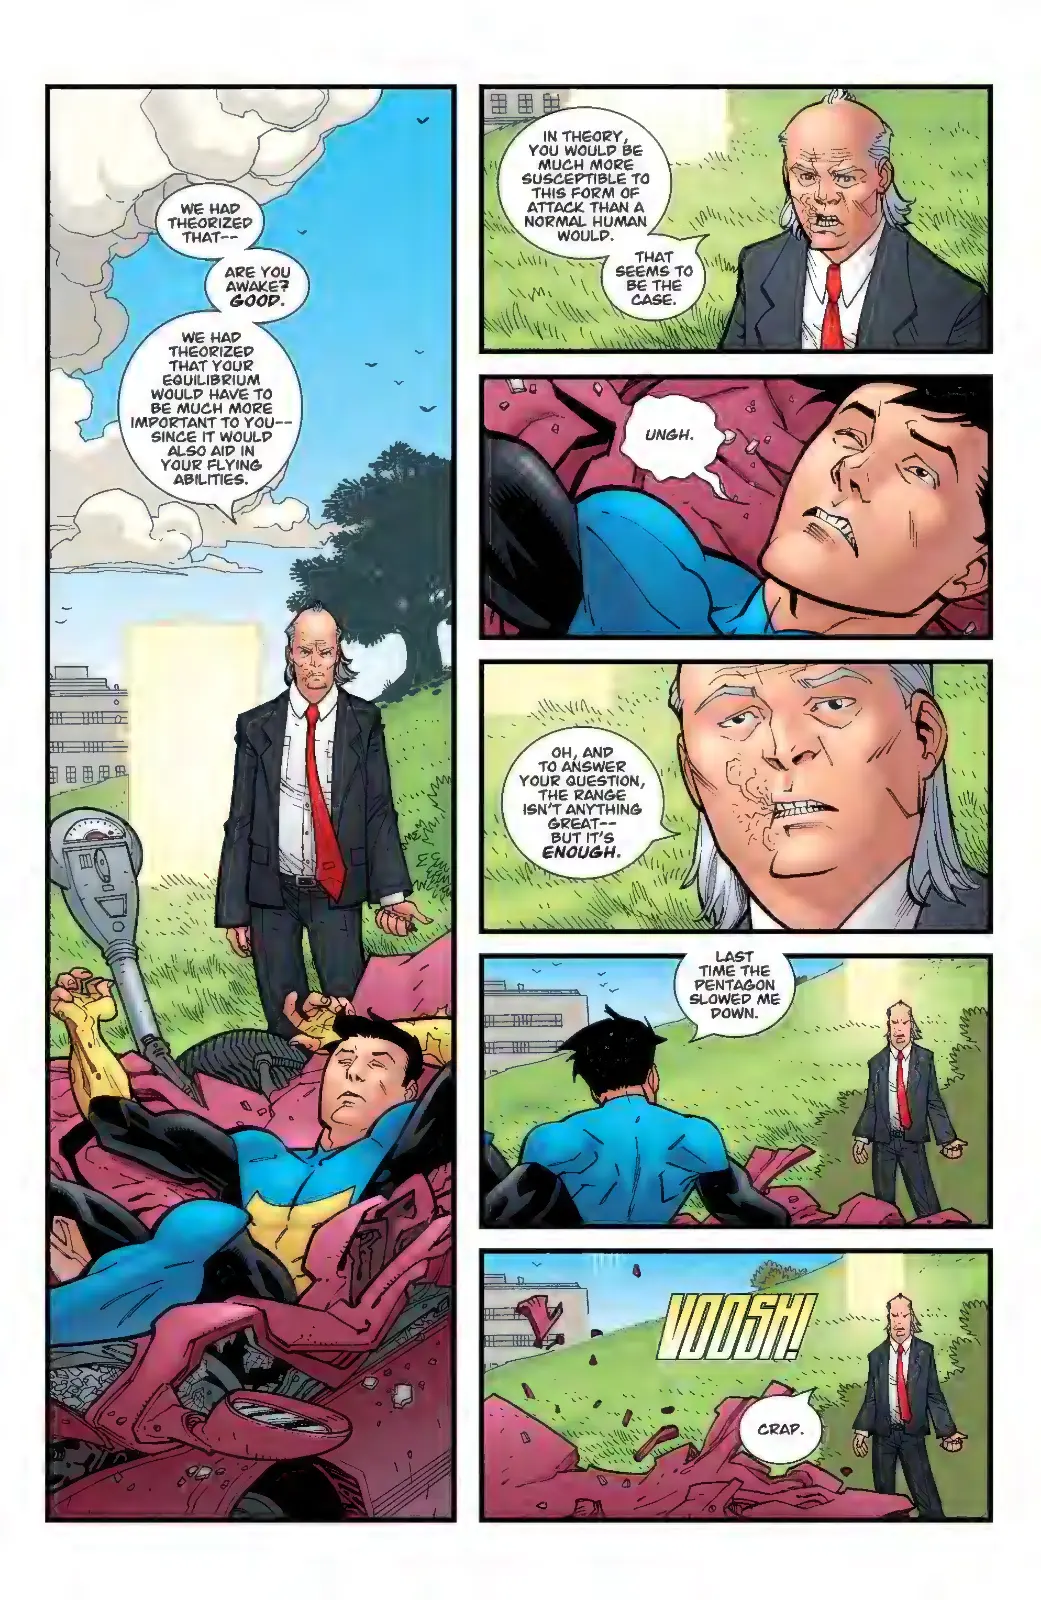 WE HAD
THEORIZED
THAT--
ARE YOU
AWAKE?
GOOD.
WE HAD
THEORIZED
THAT YOUR
EQUILIBRIUM
WOULD HAVE TO
BE MUCH MORE
IMPORTANT TO YOU--
SINCE IT WOULD
ALSO AID IN
YOUR FLYING
ABILITIES.
IN THEORY,
YOU WOULD BE
MUCH MORE
SUSCEPTIBLE TO
THIS FORM OF
ATTACK THAN A
NORMAL HUMAN
WOULD.
THAT
SEEMS TO
BE THE
CASE.
UNGH.
OH, AND
TO ANSWER
YOUR QUESTION,
THE RANGE
ISN'T ANYTHING
GREAT--
BUT IT'S
ENOUGH.
LAST
TIME THE
PENTAGON
SLOWED ME
DOWN.
VOOSH!
CRAP.